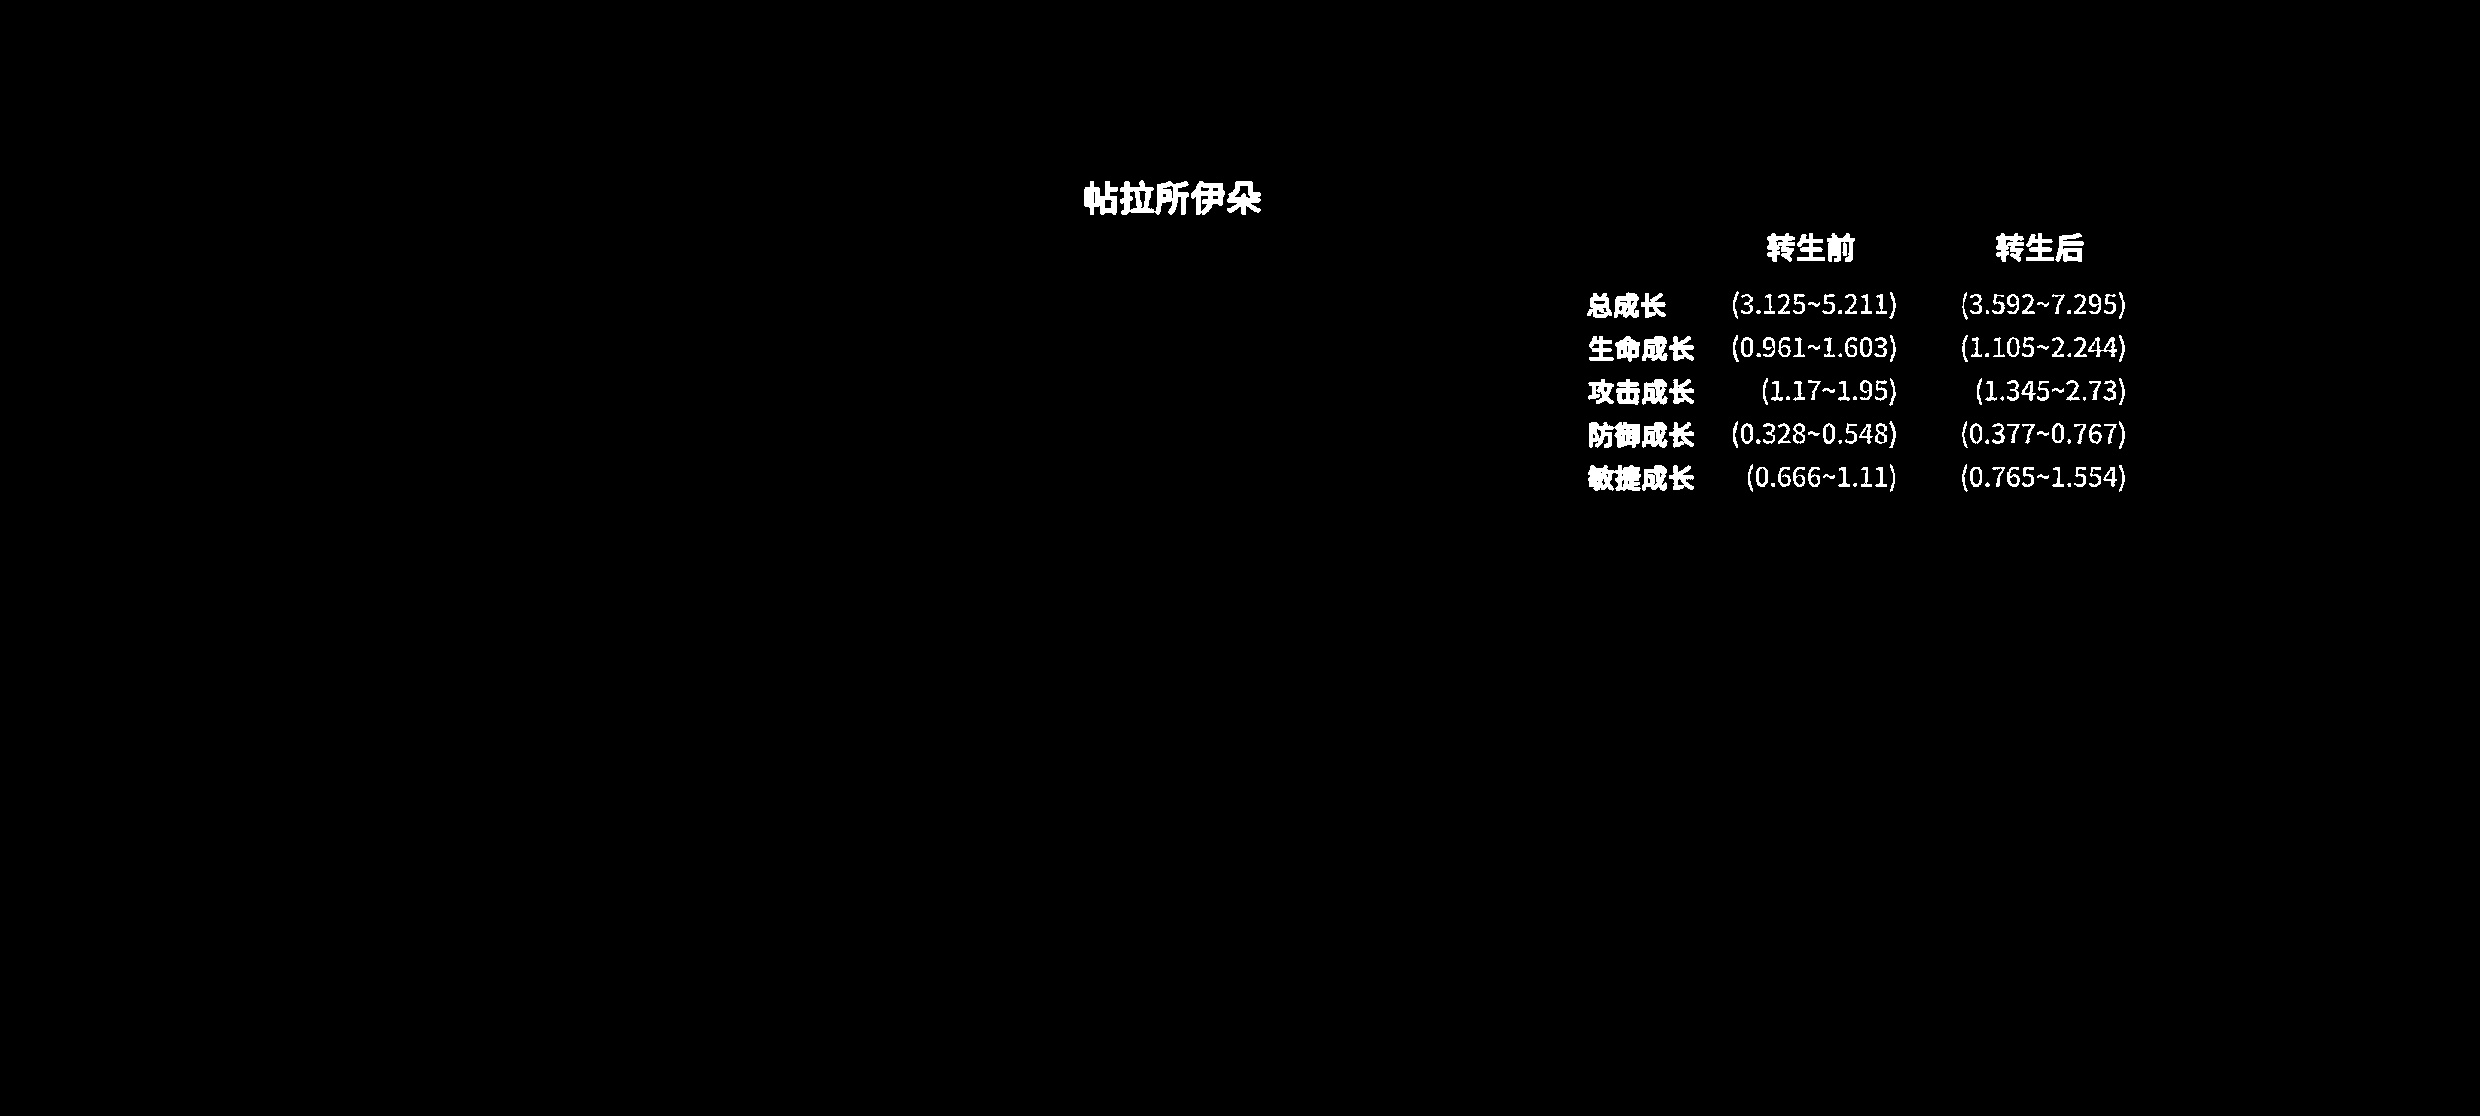 帖拉所伊朵
转生前 转生后
总成长 (3.125~5.211) (3.592~7.295)
生命成长 (0.961~1.603) (1.105~2.244)
攻击成长 (1.17~1.95) (1.345~2.73)
防御成长 (0.328~0.548) (0.377~0.767)
敏捷成长 (0.666~1.11) (0.765~1.554)